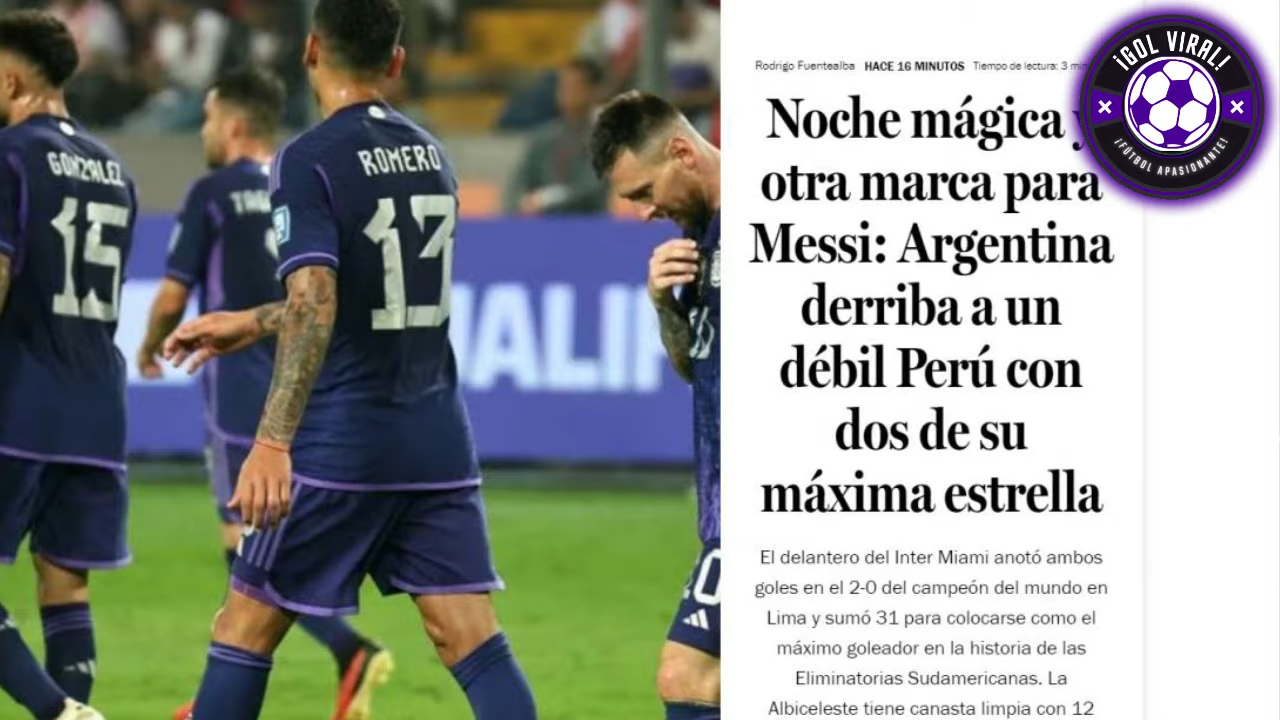 GONZALEZ
15
ROMERO
13
UALIF
10
Rodrigo Fuentealba HACE 16 MINUTOS Tiempo de lectura: 3
Noche mágica y
otra marca para
Messi: Argentina
derriba a un
débil Perú con
dos de su
máxima estrella
El delantero del Inter Miami anotó ambos
goles en el 2-0 del campeón del mundo en
Lima y sumó 31 para colocarse como el
máximo goleador en la historia de las
Eliminatorias Sudamericanas. La
Albiceleste tiene canasta limpia con 12
¡GOL VIRAL!
¡FÚTBOL APASIONANTE!